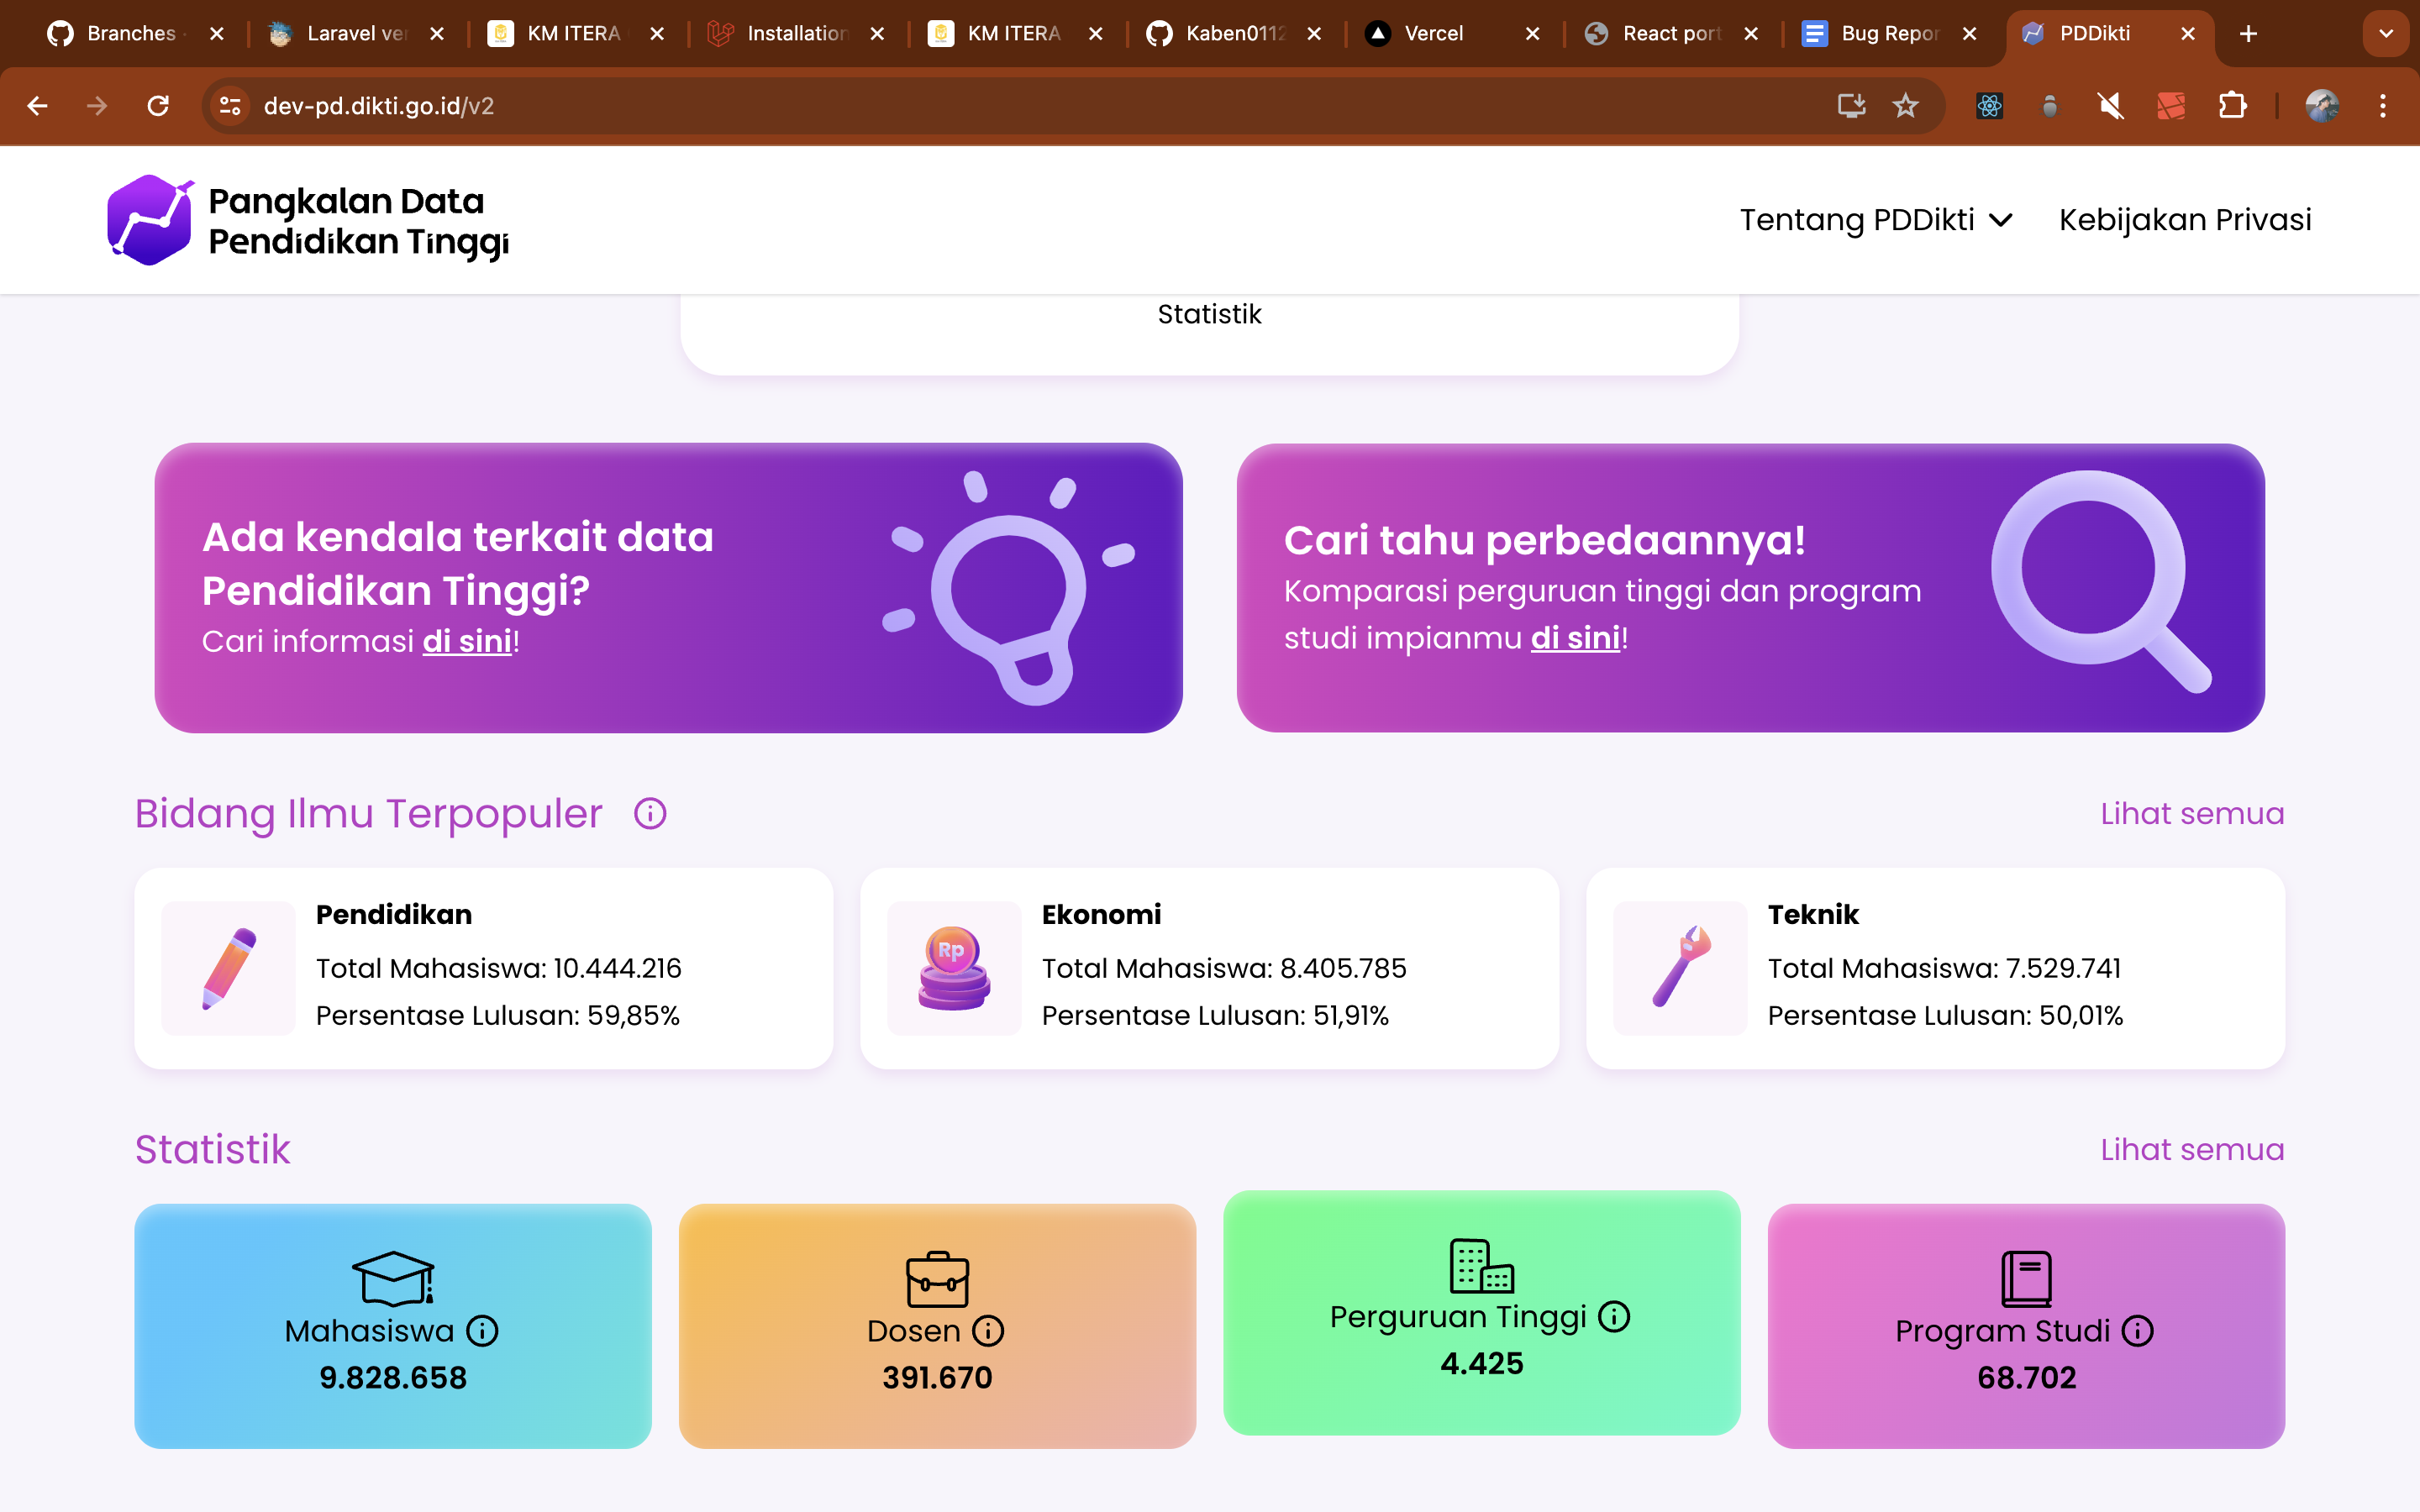 Branches
Laravel ver
KM ITERA
Installation
KM ITERA
Kaben0112
Vercel
React port
Bug Repor
PDDikti
dev-pd.dikti.go.id/v2
Pangkalan Data
Pendidikan Tinggi
Tentang PDDikti
Kebijakan Privasi
Statistik
Ada kendala terkait data
Pendidikan Tinggi?
Cari informasi di sini!
Cari tahu perbedaannya!
Komparasi perguruan tinggi dan program
studi impianmu di sini!
Bidang Ilmu Terpopuler
Lihat semua
Pendidikan
Total Mahasiswa: 10.444.216
Persentase Lulusan: 59,85%
Rp
Ekonomi
Total Mahasiswa: 8.405.785
Persentase Lulusan: 51,91%
Teknik
Total Mahasiswa: 7.529.741
Persentase Lulusan: 50,01%
Statistik
Lihat semua
Mahasiswa
9.828.658
Dosen
391.670
Perguruan Tinggi
4.425
Program Studi
68.702